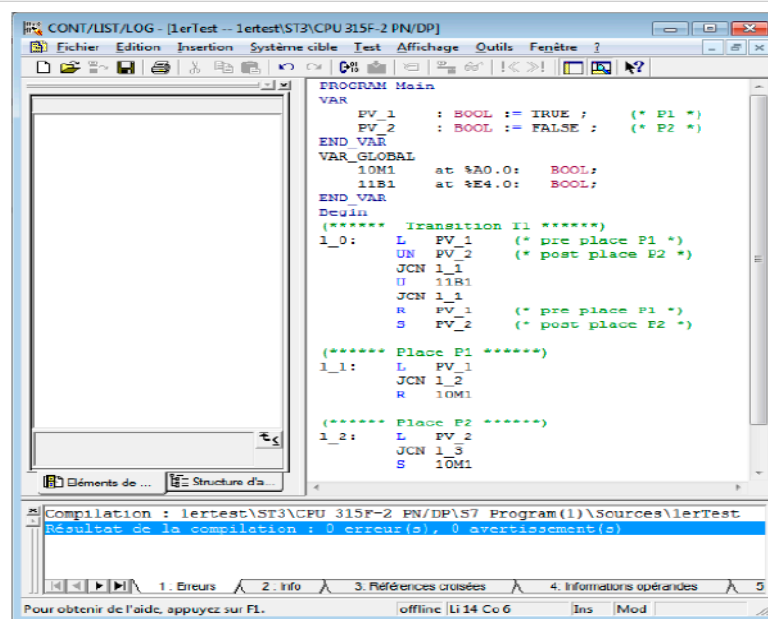 CONT/LIST/LOG - [1erTest -- 1ertest\ST3\CPU 315F-2 PN/DP]
Fichier Edition Insertion Système cible Test Affichage Outils Fenêtre ?
PROGRAM Main
VAR
PV_1 : BOOL := TRUE ; (* P1 *)
PV_2 : BOOL := FALSE ; (* P2 *)
END_VAR
VAR_GLOBAL
10M1 at %A0.0: BOOL;
11B1 at %E4.0: BOOL;
END_VAR
Begin
(****** Transition T1 ******)
l_0: L PV_1 (* pre place P1 *)
UN PV_2 (* post place P2 *)
JCN l_1
U 11B1
JCN l_1
R PV_1 (* pre place P1 *)
S PV_2 (* post place P2 *)
(****** Place P1 ******)
l_1: L PV_1
JCN l_2
R 10M1
(****** Place P2 ******)
l_2: L PV_2
JCN l_3
S 10M1
Eléments de ... Structure d'a...
Compilation : 1ertest\ST3\CPU 315F-2 PN/DP\S7 Program(1)\Sources\1erTest
Résultat de la compilation : 0 erreur(s), 0 avertissement(s)
1 : Erreurs 2 : Info 3 : Références croisées 4 : Informations opérandes 5
Pour obtenir de l'aide, appuyez sur F1. offline Li 14 Co 6 Ins Mod